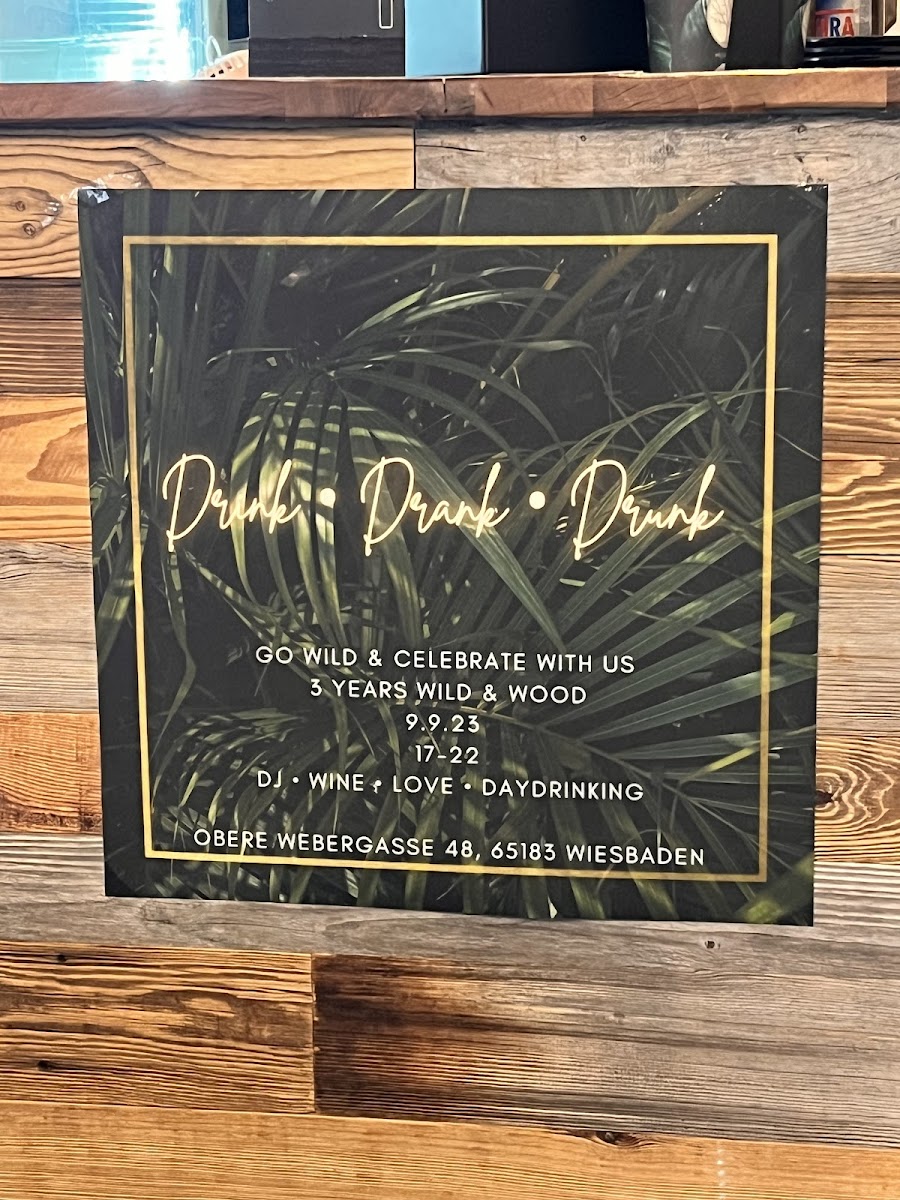 TRA
Drink • Drank • Drunk
GO WILD & CELEBRATE WITH US
3 YEARS WILD & WOOD
9.9.23
17-22
DJ • WINE • LOVE • DAYDRINKING
OBERE WEBERGASSE 48, 65183 WIESBADEN